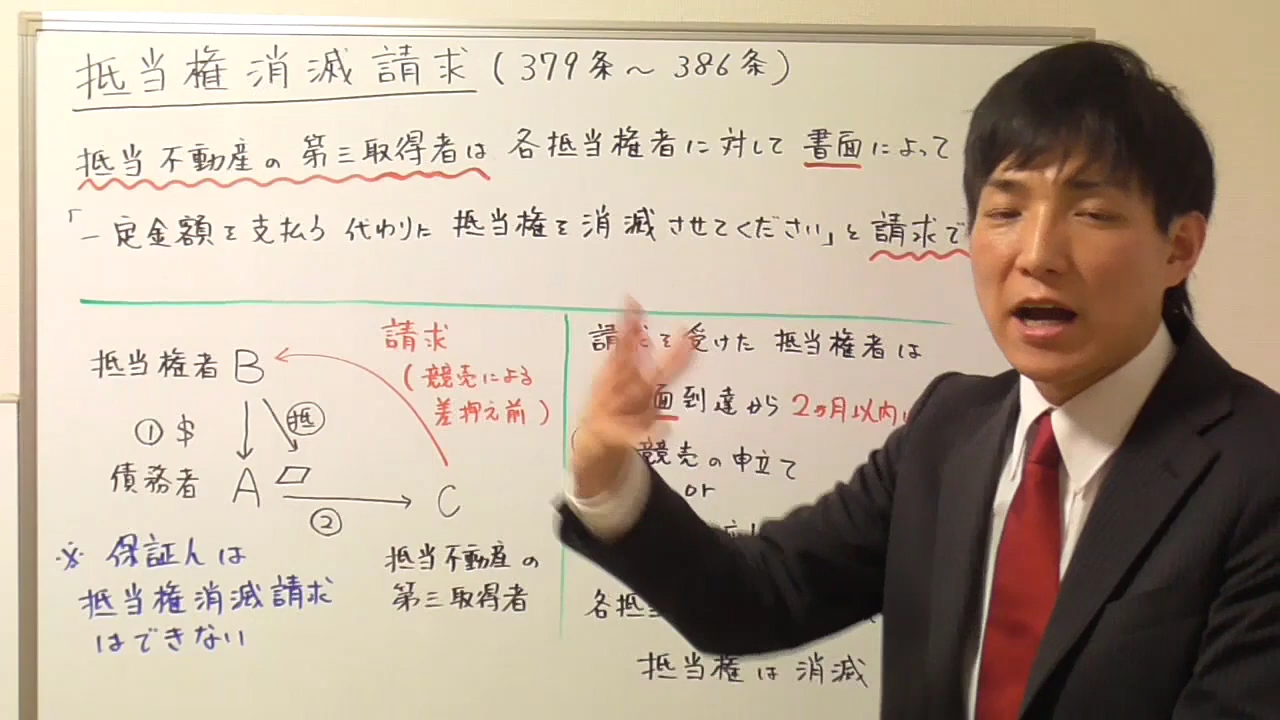 抵当権消滅請求(379条～386条)
抵当不動産の第三取得者は各抵当権者に対して書面によって
「一定金額を支払う代わりに抵当権を消滅させてください」と請求で
請求
(競売による
差押え前)
抵当権者 B
① $
抵
債務者 A
②
C
抵当不動産の
第三取得者
※ 保証人は
抵当権消滅請求
はできない
請求を受けた抵当権者は
面到達から2ヵ月以内
競売の申立て
or
各抵
抵当権は消滅